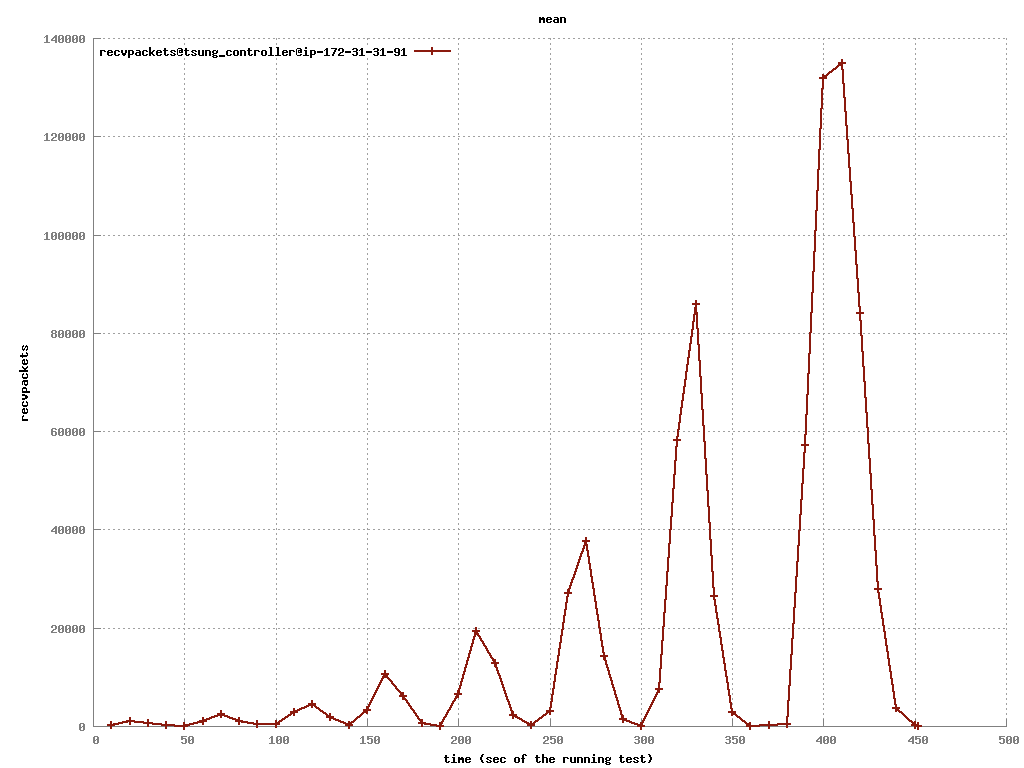 mean
140000
recvpackets@tsung_controller@ip-172-31-31-91
120000
100000
80000
recvpackets
60000
40000
20000
0
0 50 100 150 200 250 300 350 400 450 500
time (sec of the running test)